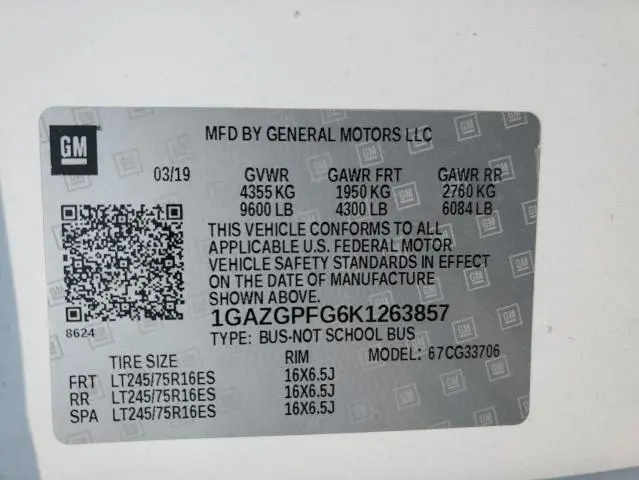 GM
MFD BY GENERAL MOTORS LLC
03/19 GVWR GAWR FRT GAWR RR
4355 KG 1950 KG 2760 KG
9600 LB 4300 LB 6084 LB
THIS VEHICLE CONFORMS TO ALL
APPLICABLE U.S. FEDERAL MOTOR
VEHICLE SAFETY STANDARDS IN EFFECT
ON THE DATE OF MANUFACTURE
SHOWN ABOVE.
1GAZGPFG6K1263857
8624
TYPE: BUS-NOT SCHOOL BUS
MODEL: 67CG33706
TIRE SIZE RIM
FRT LT245/75R16ES 16X6.5J
RR LT245/75R16ES 16X6.5J
SPA LT245/75R16ES 16X6.5J